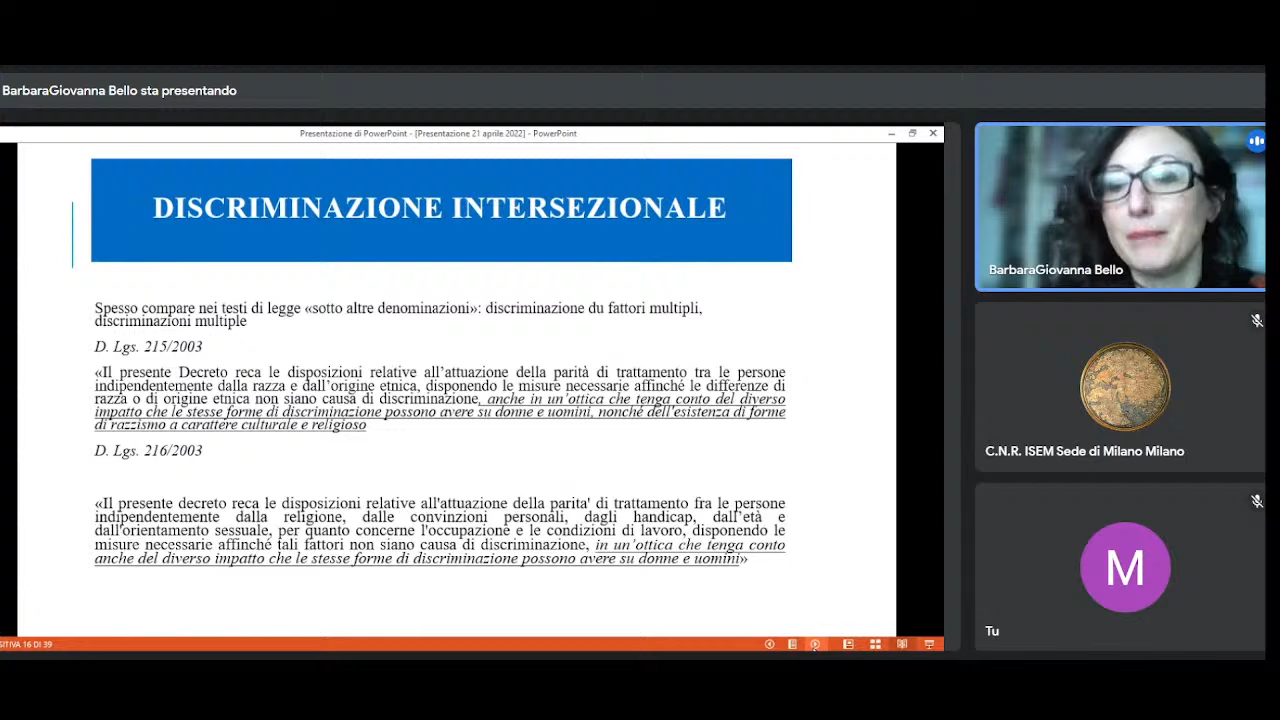 BarbaraGiovanna Bello sta presentando
Presentazione di PowerPoint - [Presentazione 21 aprile 2022] - PowerPoint
DISCRIMINAZIONE INTERSEZIONALE
Spesso compare nei testi di legge «sotto altre denominazioni»: discriminazione du fattori multipli,
discriminazioni multiple
D. Lgs. 215/2003
«Il presente Decreto reca le disposizioni relative all’attuazione della parità di trattamento tra le persone
indipendentemente dalla razza e dall’origine etnica, disponendo le misure necessarie affinché le differenze di
razza o di origine etnica non siano causa di discriminazione, anche in un’ottica che tenga conto del diverso
impatto che le stesse forme di discriminazione possono avere su donne e uomini, nonché dell'esistenza di forme
di razzismo a carattere culturale e religioso
D. Lgs. 216/2003
«Il presente decreto reca le disposizioni relative all'attuazione della parita' di trattamento fra le persone
indipendentemente dalla religione, dalle convinzioni personali, dagli handicap, dall’età e
dall'orientamento sessuale, per quanto concerne l'occupazione e le condizioni di lavoro, disponendo le
misure necessarie affinché tali fattori non siano causa di discriminazione, in un’ottica che tenga conto
anche del diverso impatto che le stesse forme di discriminazione possono avere su donne e uomini»
SITIVA 16 DI 39
BarbaraGiovanna Bello
C.N.R. ISEM Sede di Milano Milano
M
Tu